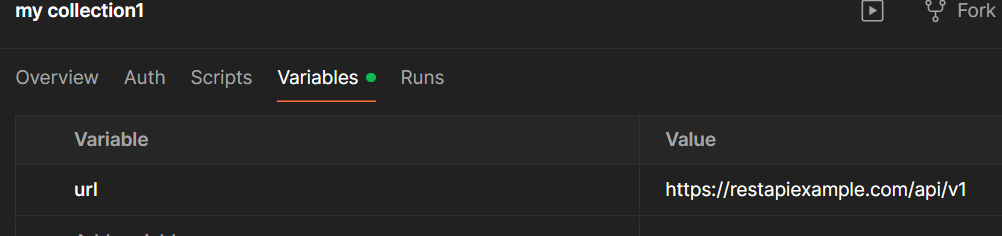 my collection1
Fork
Overview Auth Scripts Variables Runs
Variable Value
url https://restapiexample.com/api/v1